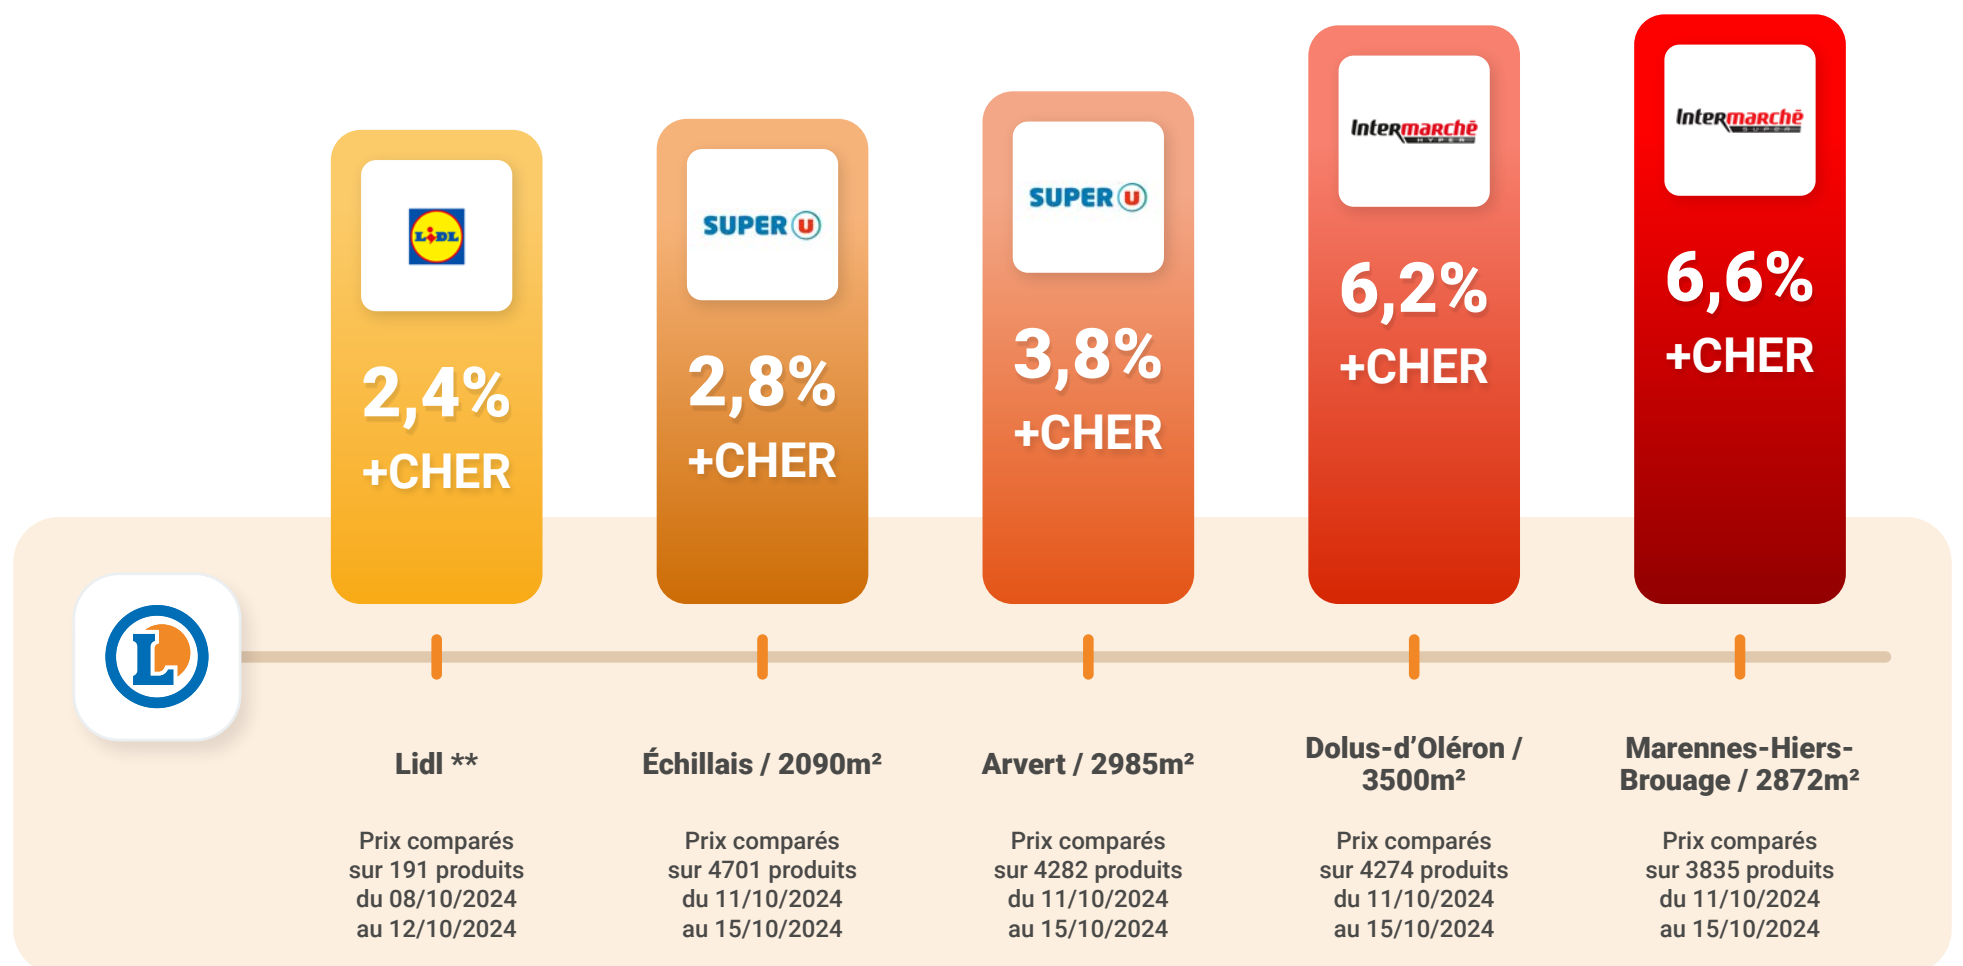 LIDL
2,4%
+CHER
SUPER U
2,8%
+CHER
SUPER U
3,8%
+CHER
Intermarchē
HYPER
6,2%
+CHER
Intermarchē
SUPER
6,6%
+CHER
L
Lidl **
Prix comparés
sur 191 produits
du 08/10/2024
au 12/10/2024
Échillais / 2090m²
Prix comparés
sur 4701 produits
du 11/10/2024
au 15/10/2024
Arvert / 2985m²
Prix comparés
sur 4282 produits
du 11/10/2024
au 15/10/2024
Dolus-d’Oléron /
3500m²
Prix comparés
sur 4274 produits
du 11/10/2024
au 15/10/2024
Marennes-Hiers-
Brouage / 2872m²
Prix comparés
sur 3835 produits
du 11/10/2024
au 15/10/2024